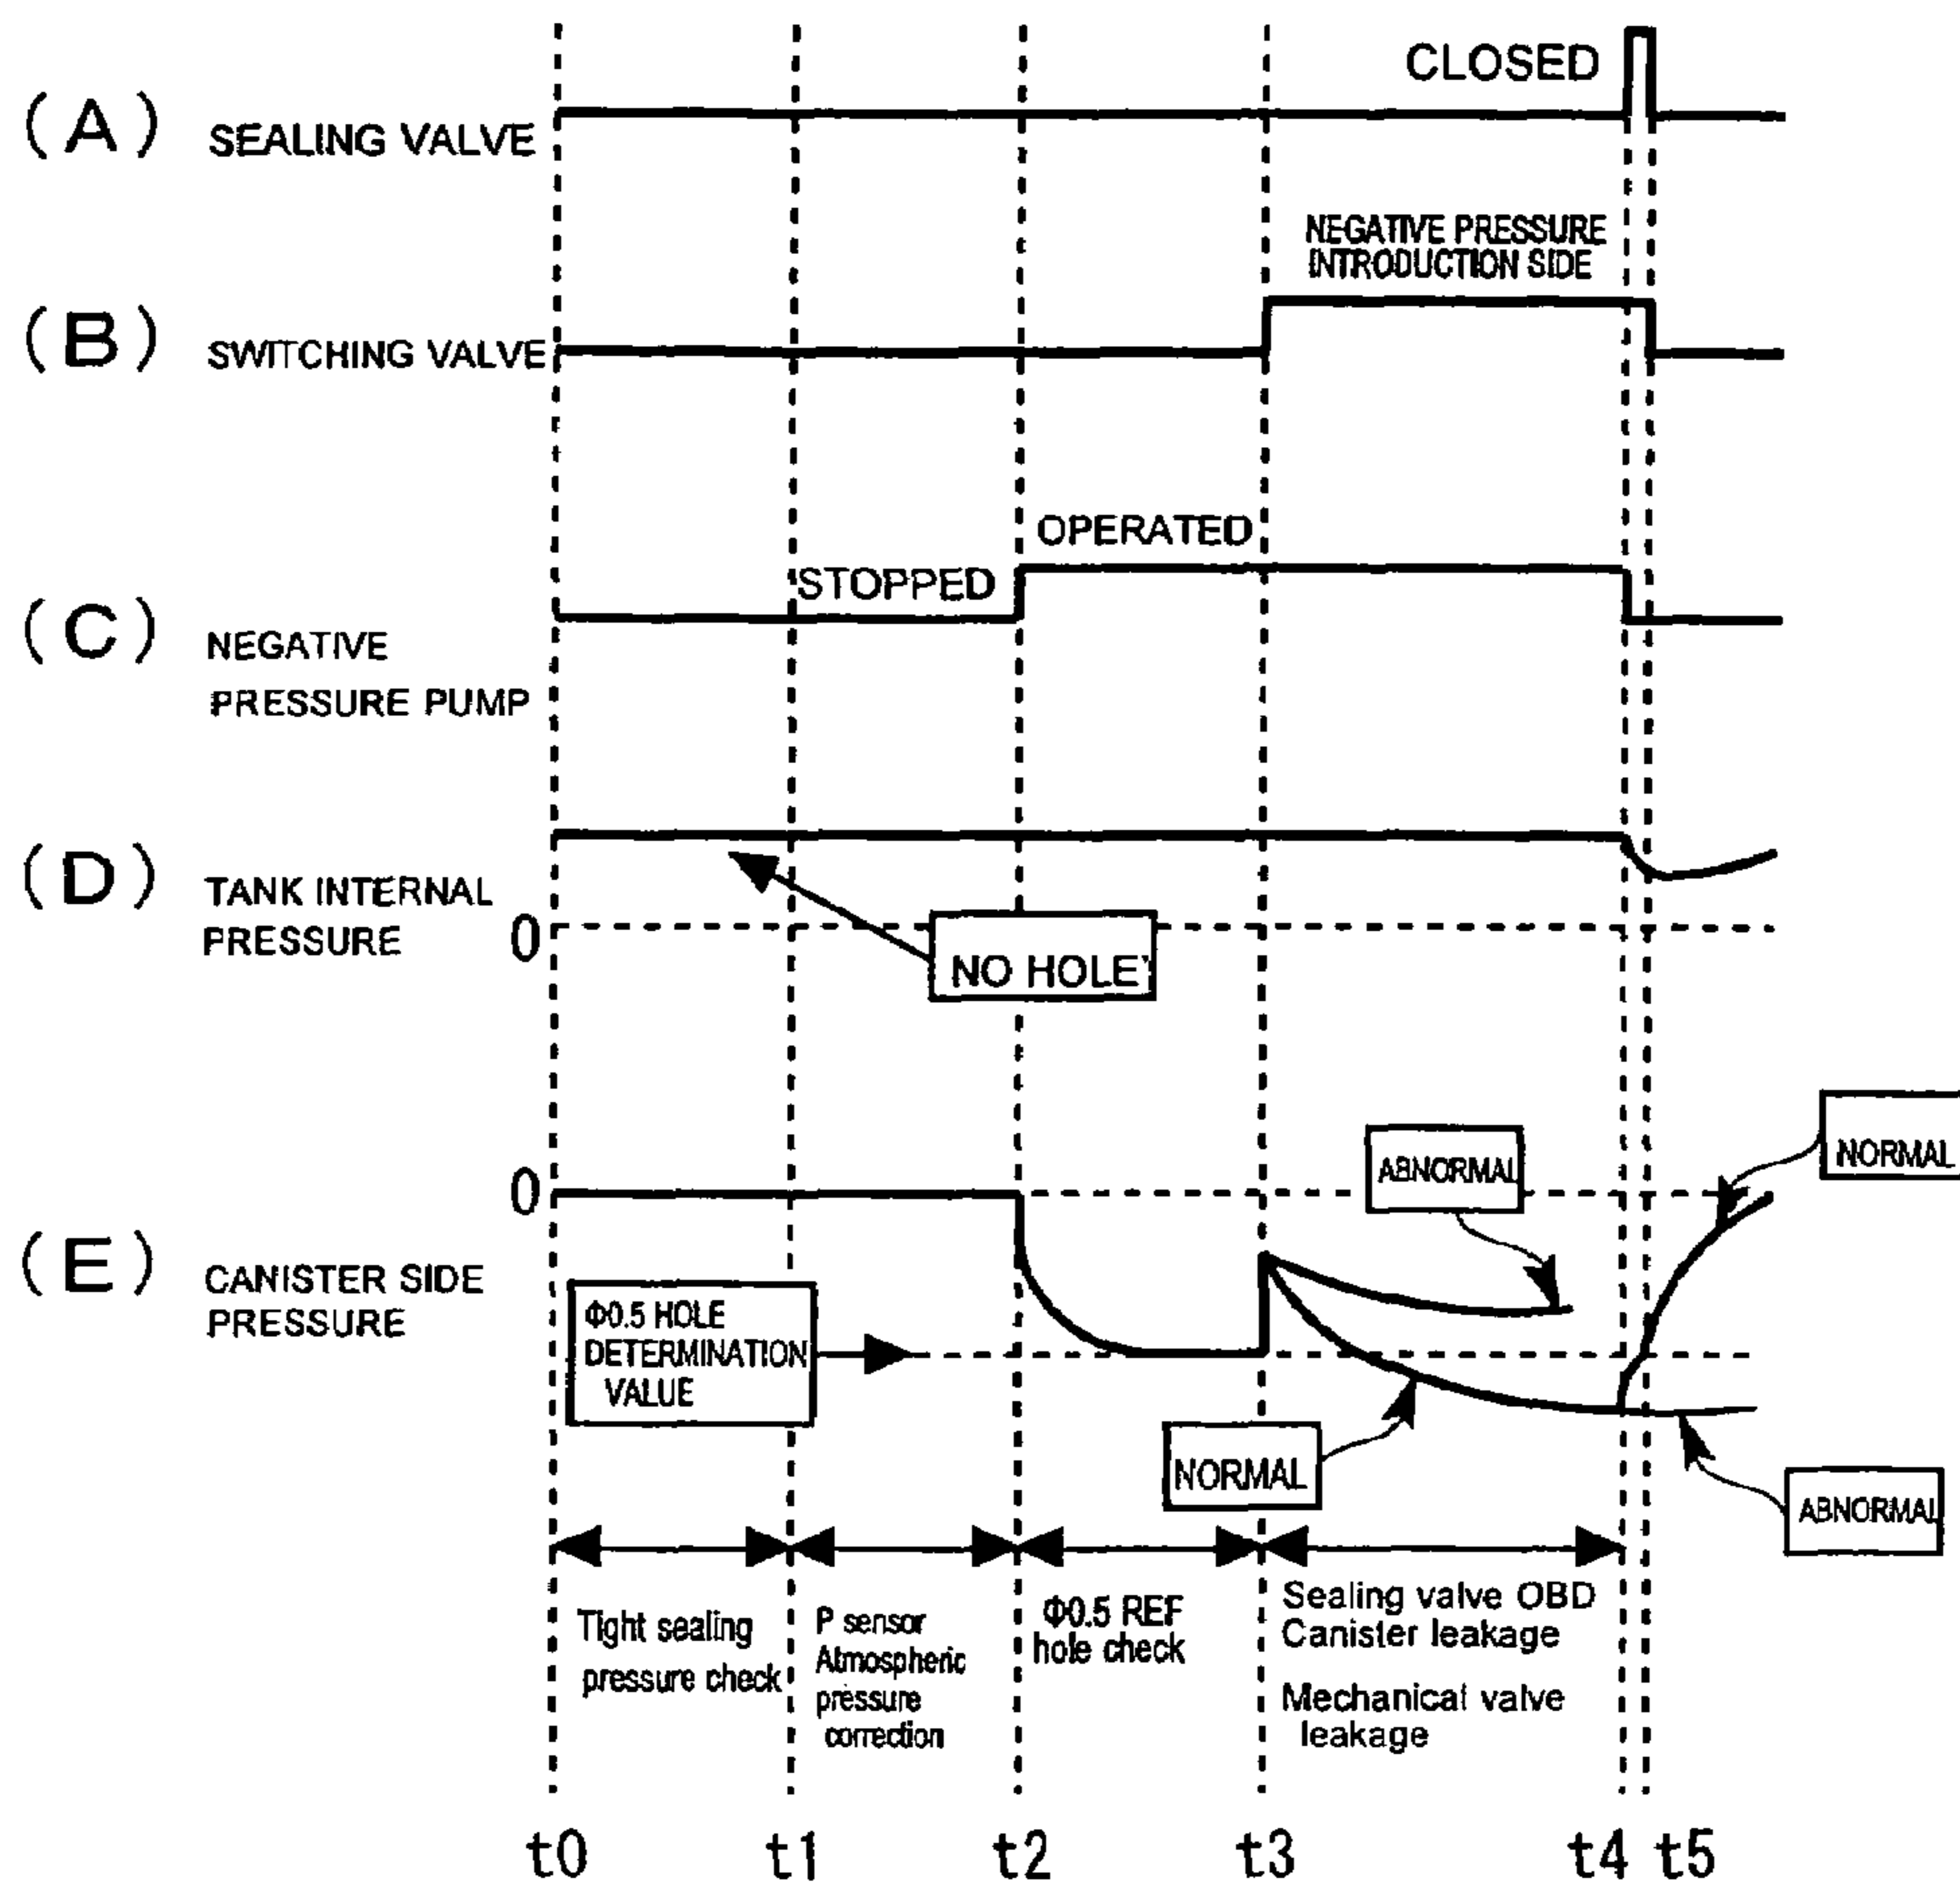 CLOSED
(A) SEALING VALVE
NEGATIVE PRESSURE
INTRODUCTION SIDE
(B) SWITCHING VALVE
OPERATED
STOPPED
(C) NEGATIVE
PRESSURE PUMP
(D) TANK INTERNAL
PRESSURE
0
NO HOLE
ABNORMAL
NORMAL
0
(E) CANISTER SIDE
PRESSURE
Φ0.5 HOLE
DETERMINATION
VALUE
NORMAL
ABNORMAL
Tight sealing
pressure check
P sensor
Atmospheric
pressure
correction
Φ0.5 REF
hole check
Sealing valve OBD
Canister leakage
Mechanical valve
leakage
t0 t1 t2 t3 t4 t5